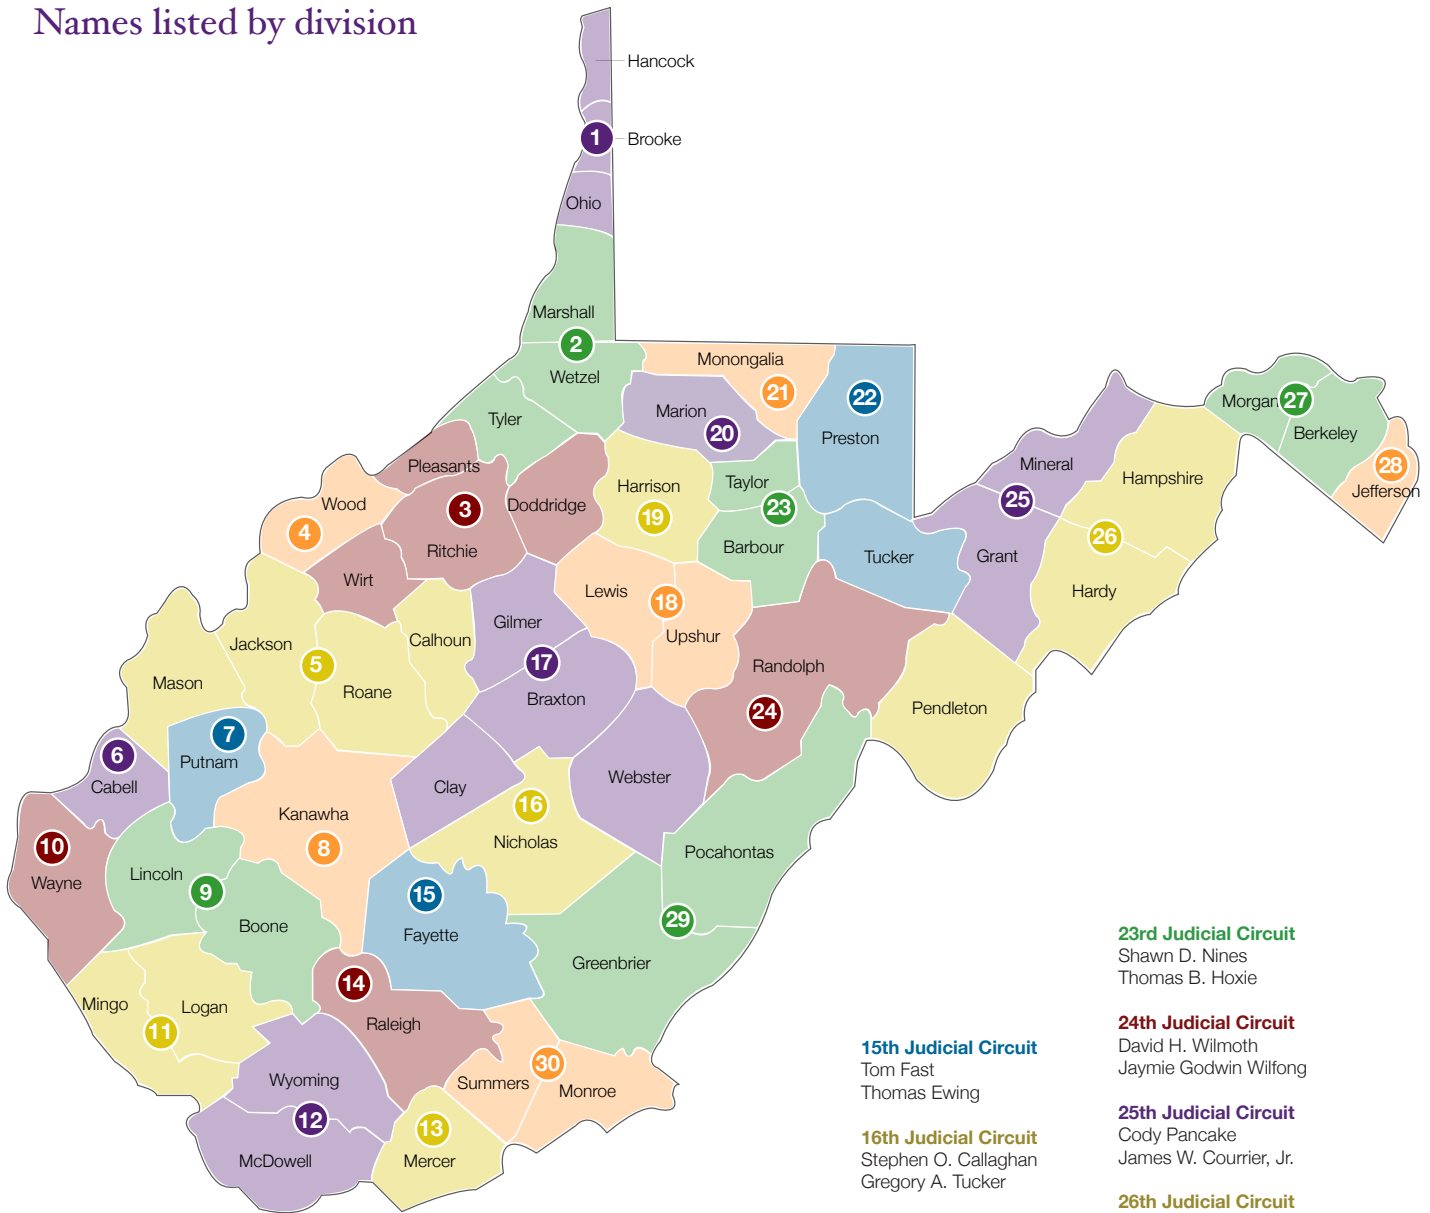 Names listed by division
Hancock
1
Brooke
Ohio
Marshall
2
Wetzel
Tyler
Monongalia
21
22
Marion
20
Preston
Pleasants
Wood
4
3
Ritchie
Doddridge
Harrison
19
Taylor
23
Barbour
Wirt
Tucker
Mineral
25
Grant
Hampshire
26
Hardy
Morgan
27
Berkeley
28
Jefferson
Lewis
18
Upshur
Gilmer
17
Braxton
Calhoun
Jackson
5
Roane
Mason
Randolph
24
Pendleton
7
Putnam
6
Cabell
Clay
Webster
16
Nicholas
Kanawha
8
10
Wayne
Lincoln
9
Boone
15
Fayette
Pocahontas
29
Greenbrier
14
Raleigh
Mingo
Logan
11
Wyoming
12
McDowell
Summers
30
Monroe
13
Mercer
15th Judicial Circuit
Tom Fast
Thomas Ewing
16th Judicial Circuit
Stephen O. Callaghan
Gregory A. Tucker
23rd Judicial Circuit
Shawn D. Nines
Thomas B. Hoxie
24th Judicial Circuit
David H. Wilmoth
Jaymie Godwin Wilfong
25th Judicial Circuit
Cody Pancake
James W. Courrier, Jr.
26th Judicial Circuit